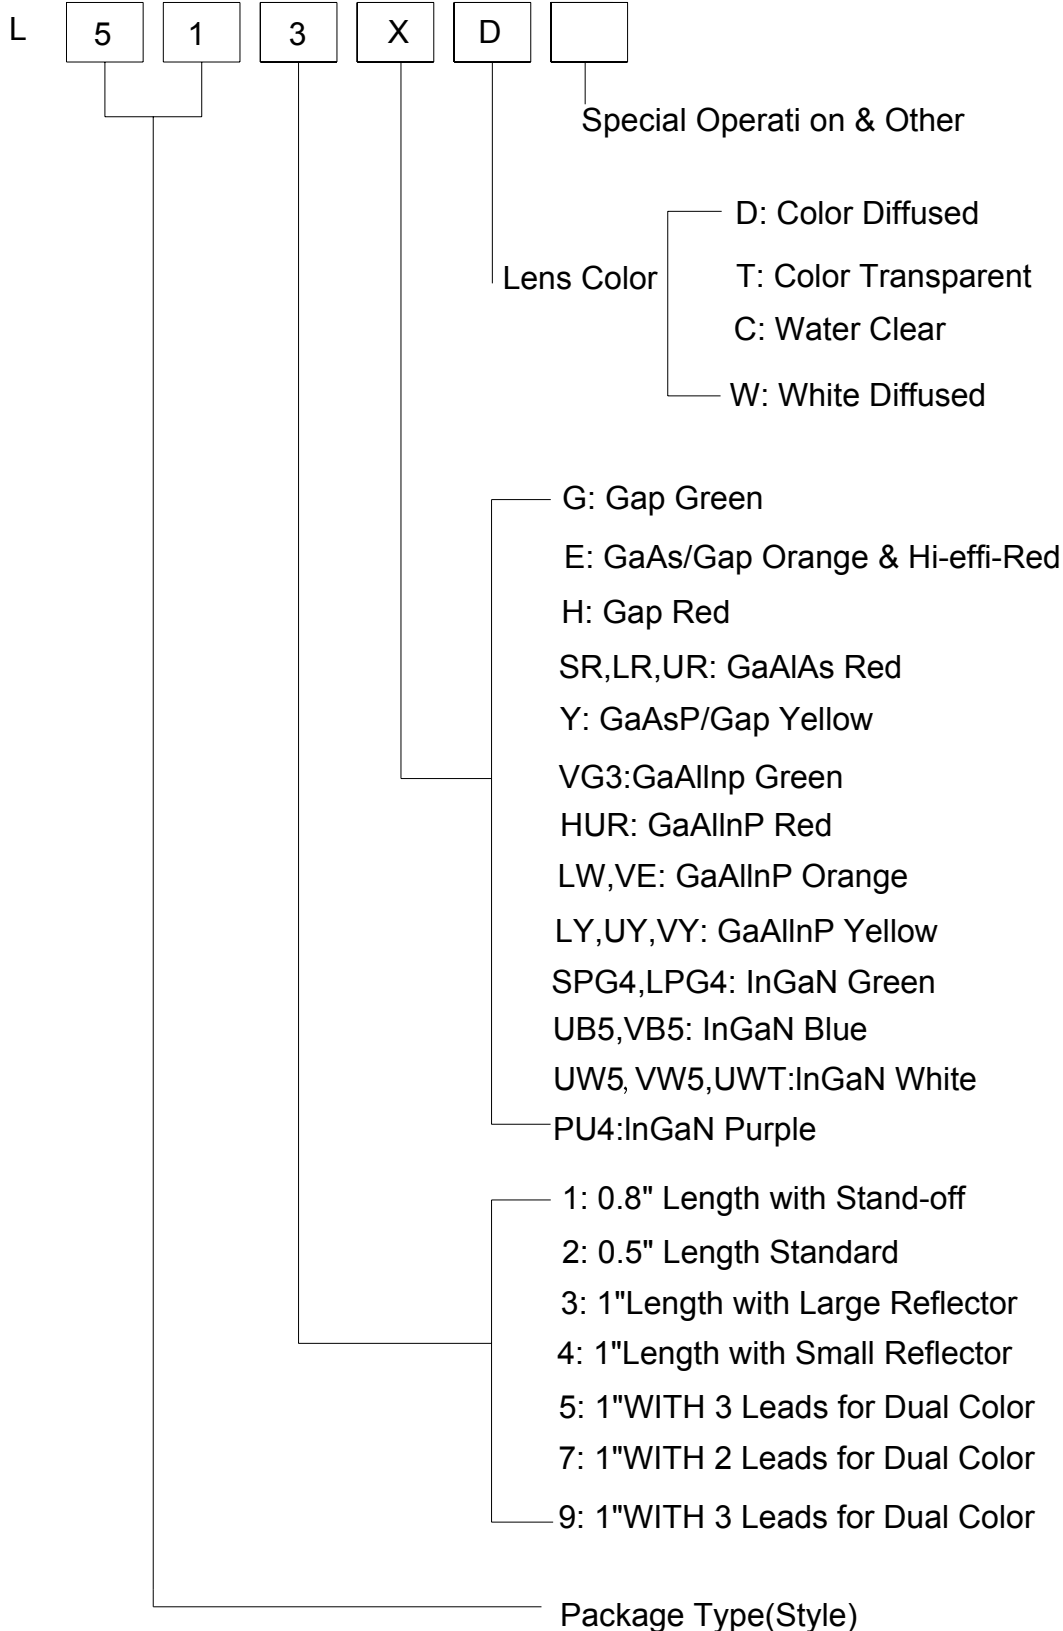 L 5 1 3 X D
Special Operati on & Other
D: Color Diffused
Lens Color
T: Color Transparent
C: Water Clear
W: White Diffused
G: Gap Green
E: GaAs/Gap Orange & Hi-effi-Red
H: Gap Red
SR,LR,UR: GaAlAs Red
Y: GaAsP/Gap Yellow
VG3:GaAlInp Green
HUR: GaAlInP Red
LW,VE: GaAlInP Orange
LY,UY,VY: GaAlInP Yellow
SPG4,LPG4: InGaN Green
UB5,VB5: InGaN Blue
UW5, VW5,UWT:InGaN White
PU4:InGaN Purple
1: 0.8" Length with Stand-off
2: 0.5" Length Standard
3: 1"Length with Large Reflector
4: 1"Length with Small Reflector
5: 1"WITH 3 Leads for Dual Color
7: 1"WITH 2 Leads for Dual Color
9: 1"WITH 3 Leads for Dual Color
Package Type(Style)